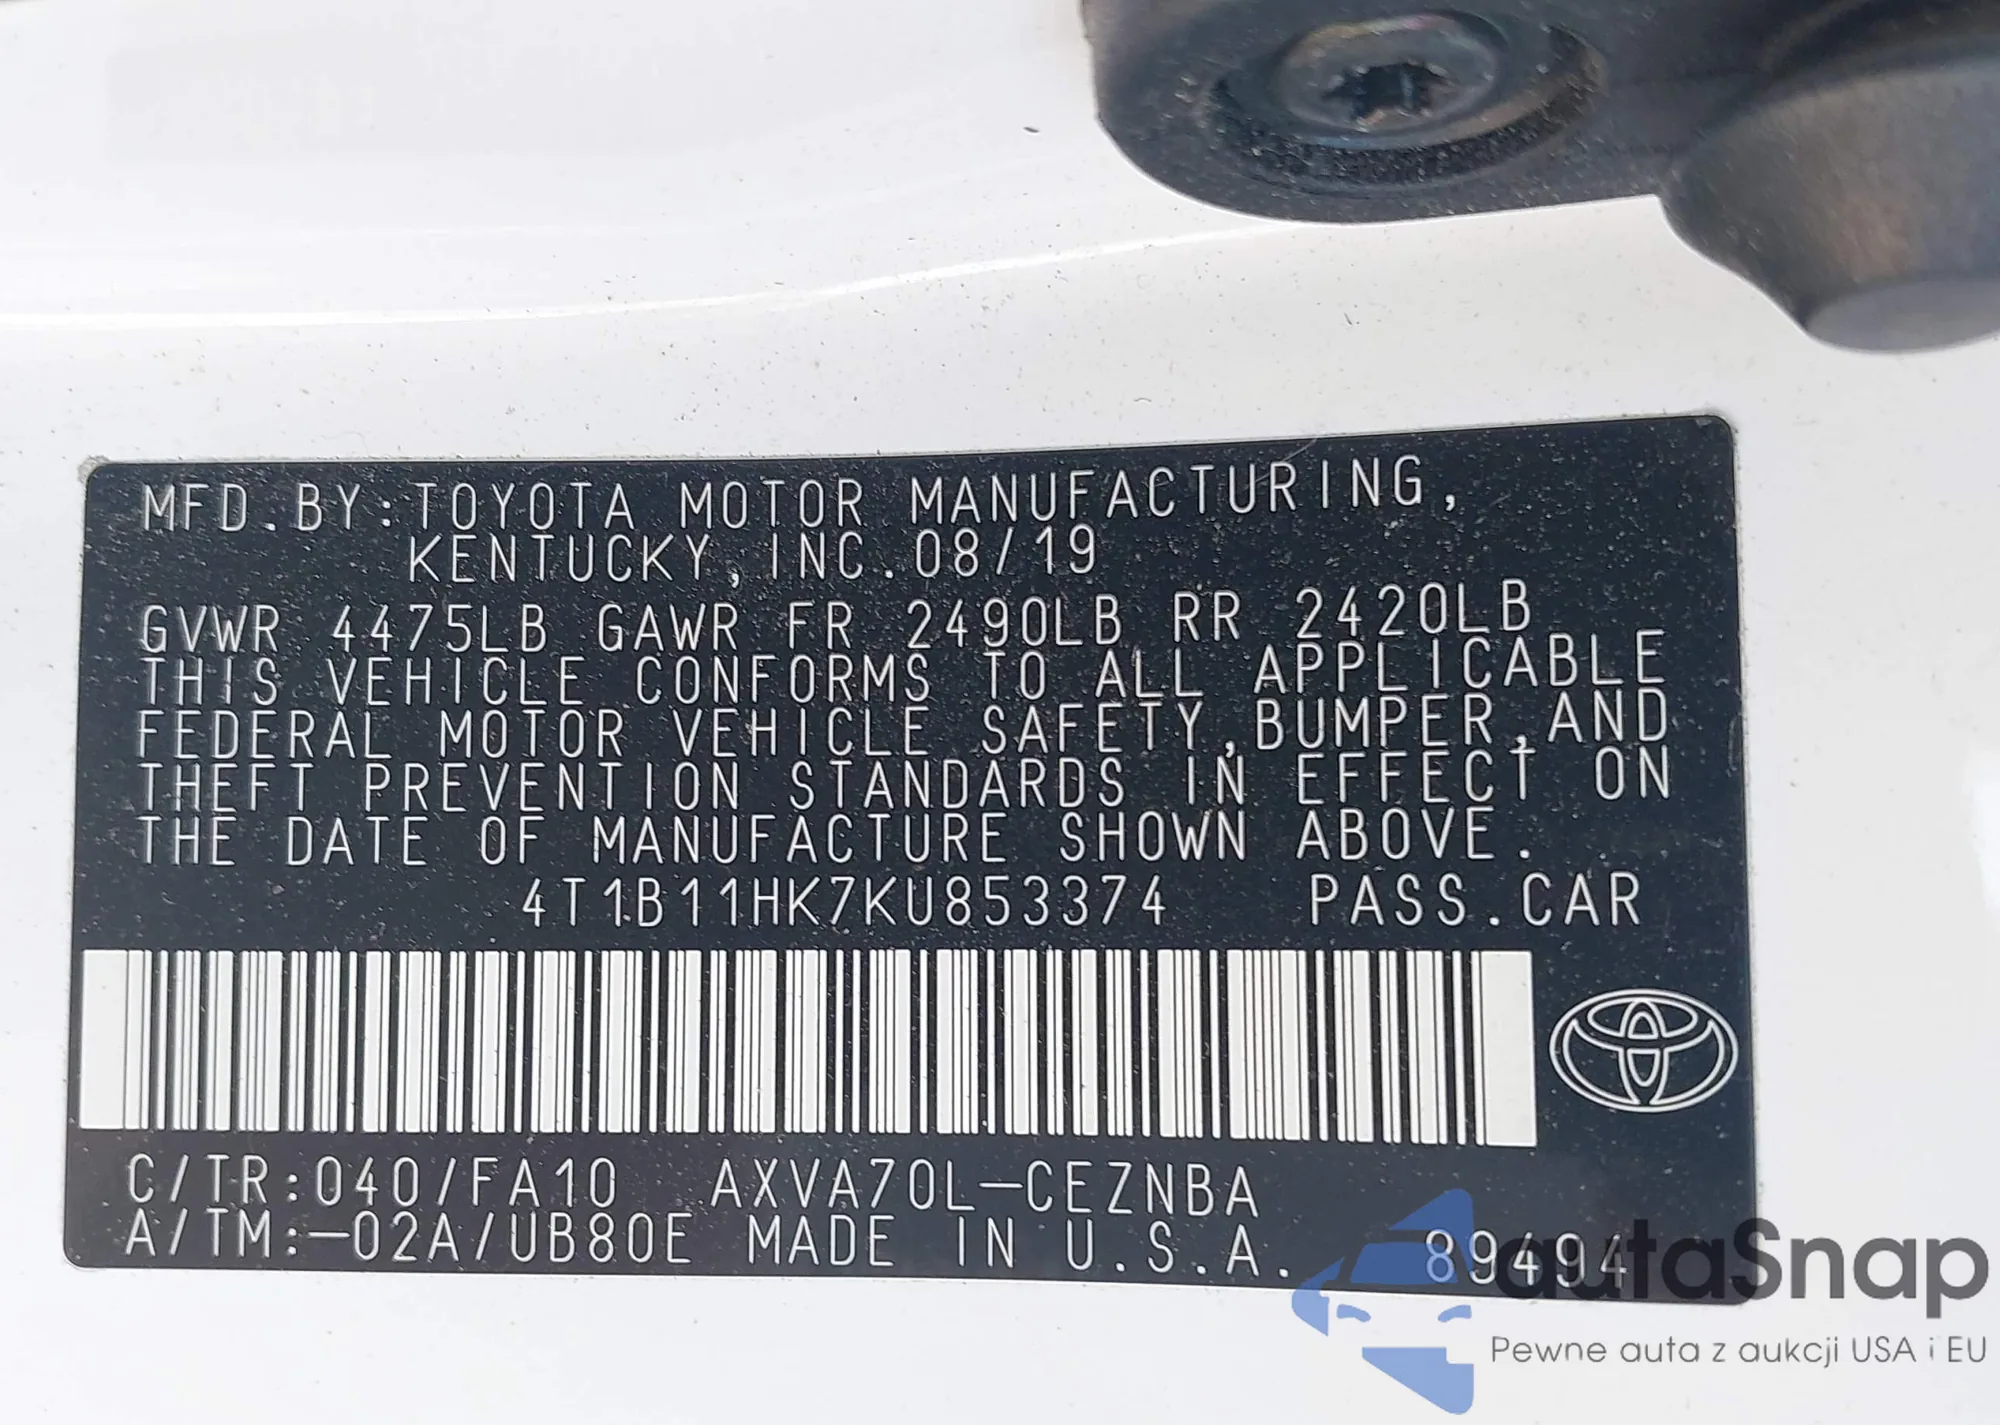 MFD.BY:TOYOTA MOTOR MANUFACTURING,
KENTUCKY, INC.08/19
GVWR 4475LB GAWR FR 2490LB RR 2420LB
THIS VEHICLE CONFORMS TO ALL APPLICABLE
FEDERAL MOTOR VEHICLE SAFETY,BUMPER,AND
THEFT PREVENTION STANDARDS IN EFFECT ON
THE DATE OF MANUFACTURE SHOWN ABOVE.
4T1B11HK7KU853374 PASS.CAR
C/TR:040/FA10 AXVA70L-CEZNBA
A/TM:-02A/UB80E MADE IN U.S.A. 89494
autoSnap
Pewne auta z aukcji USA i EU